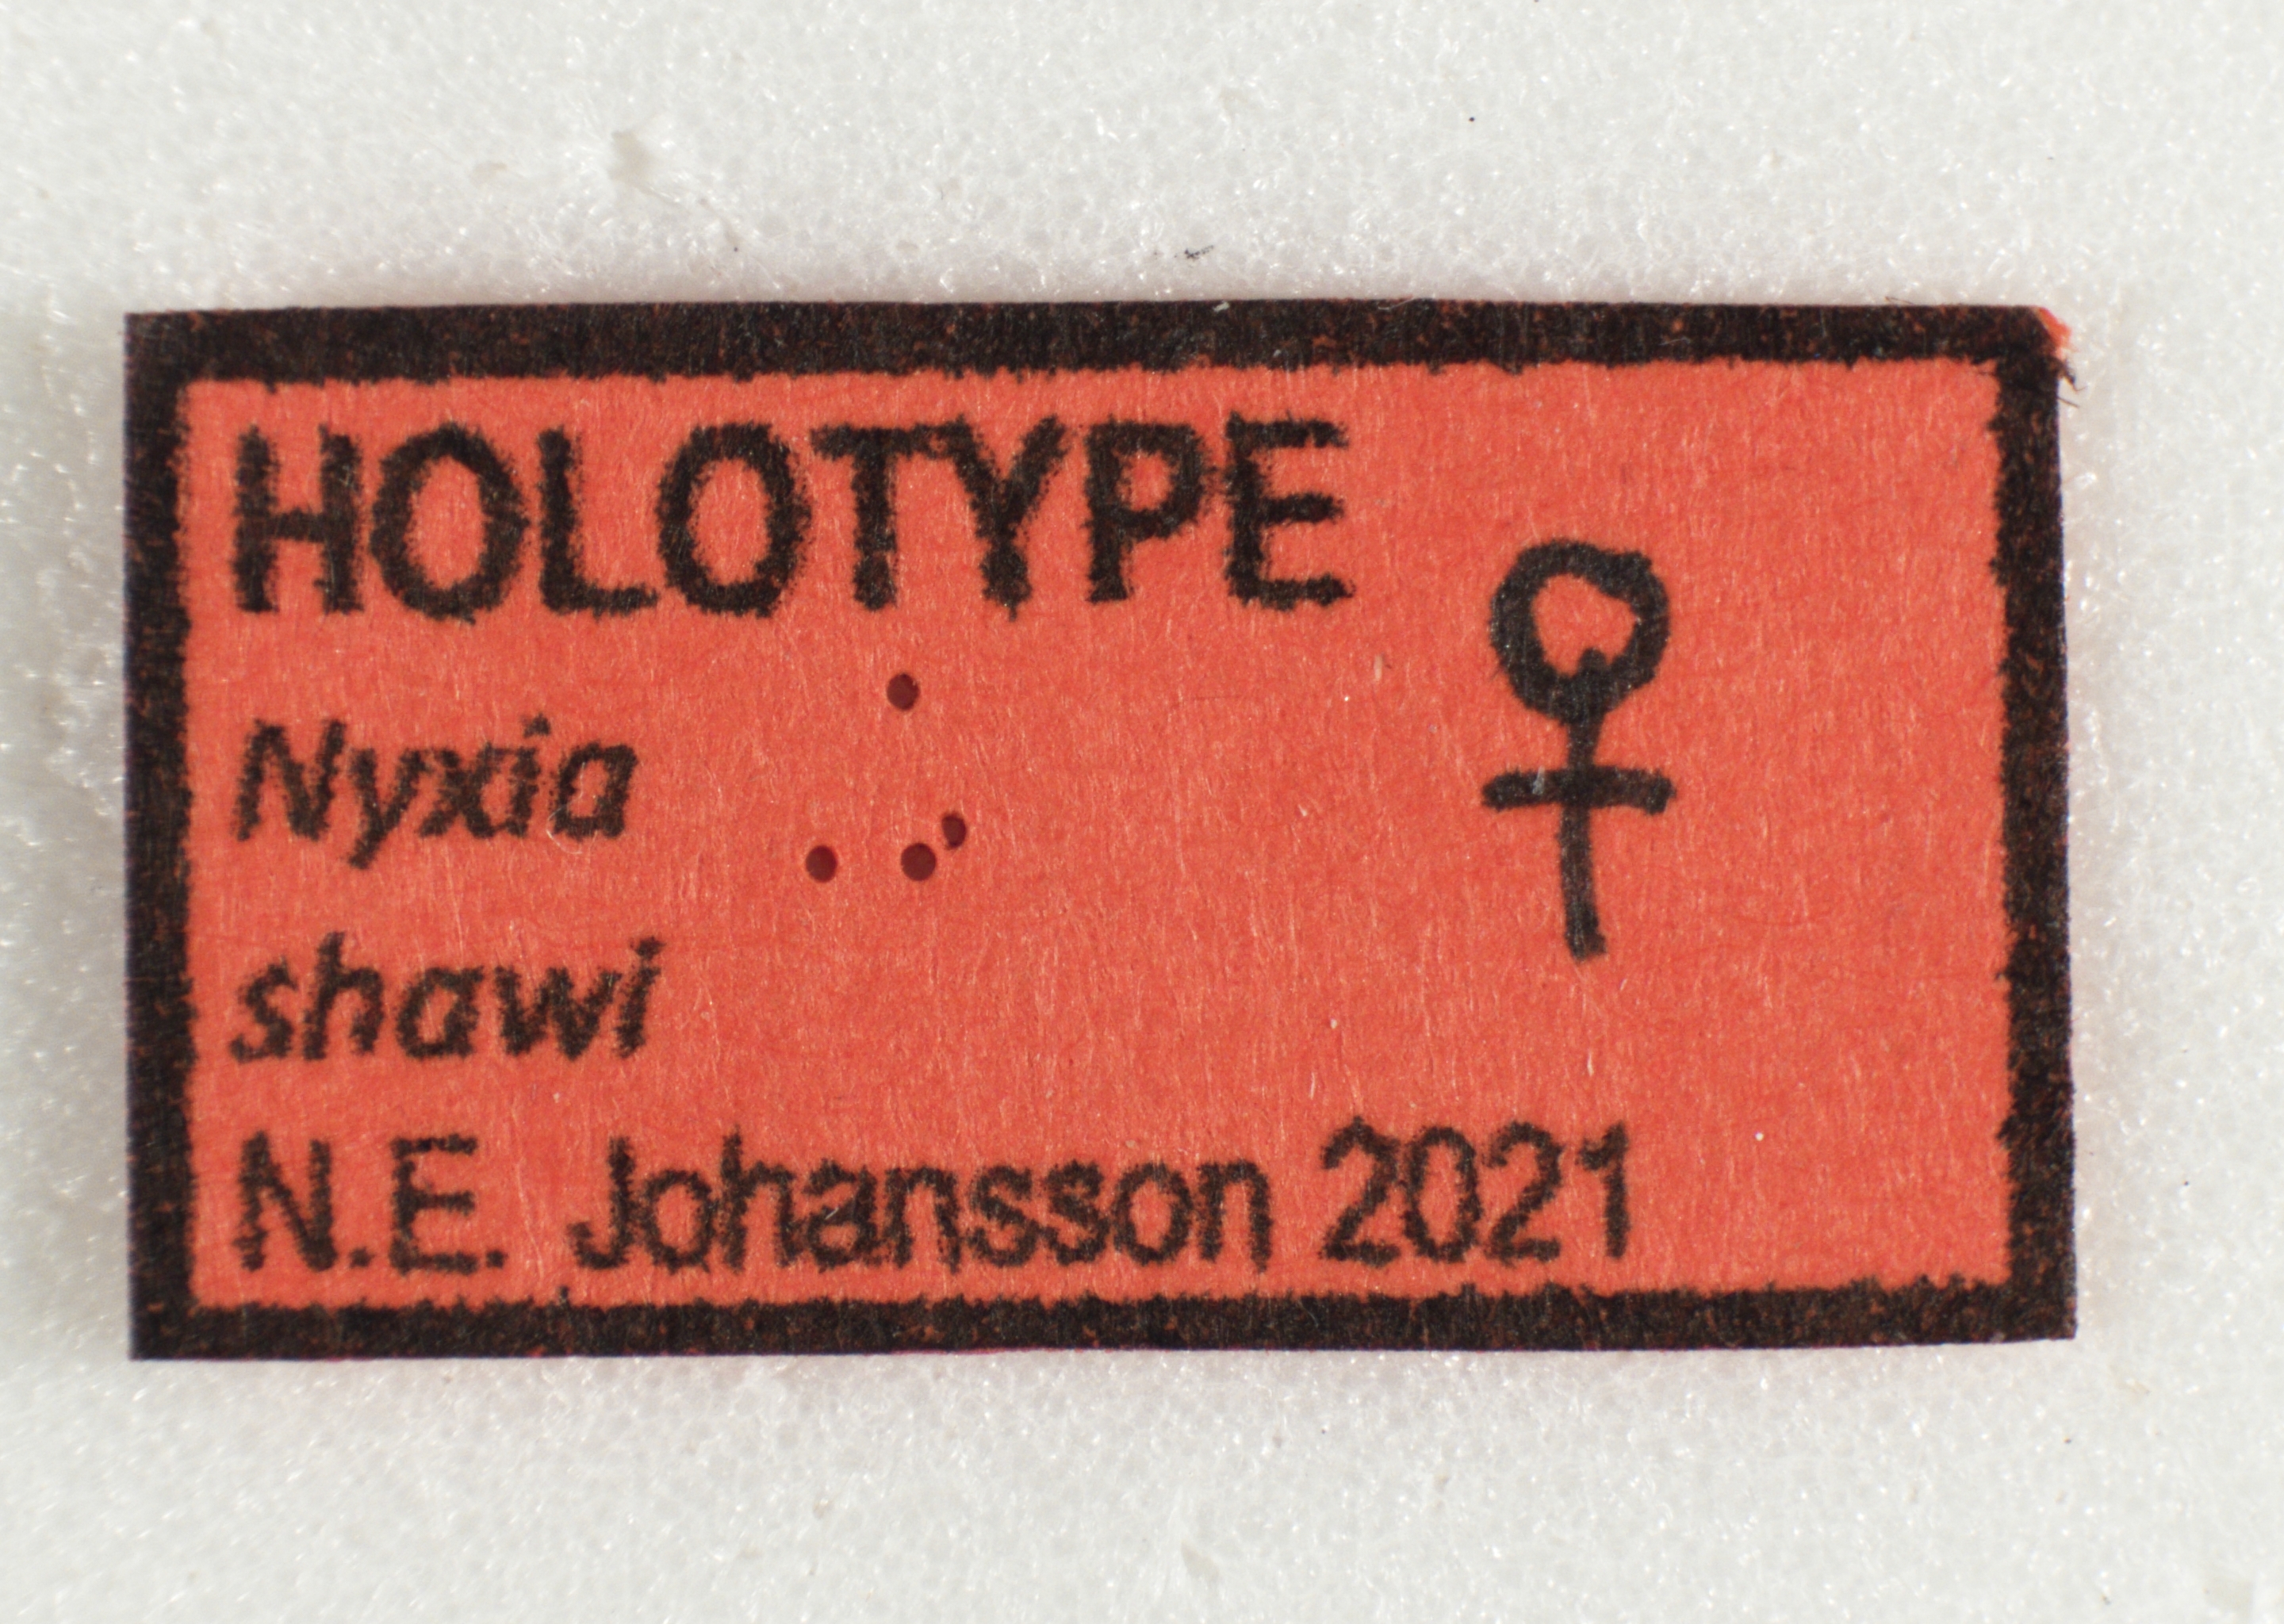 HOLOTYPE
♀
Nyxia
shawi
N.E. Johansson 2021